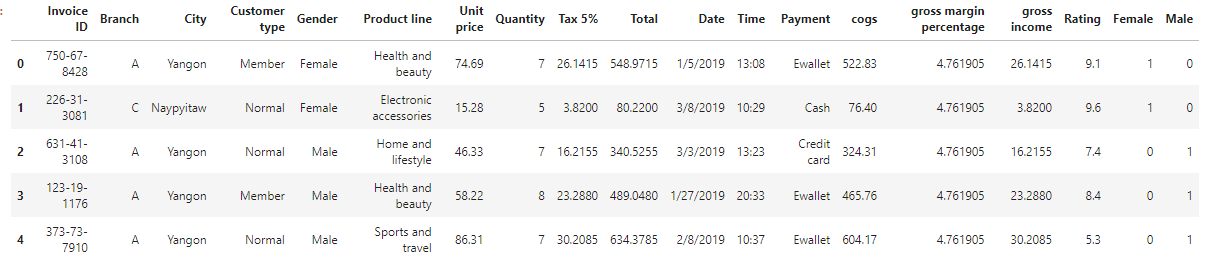 Invoice ID Branch City Customer type Gender Product line Unit price Quantity Tax 5% Total Date Time Payment cogs gross margin percentage gross income Rating Female Male
0 750-67-8428 A Yangon Member Female Health and beauty 74.69 7 26.1415 548.9715 1/5/2019 13:08 Ewallet 522.83 4.761905 26.1415 9.1 1 0
1 226-31-3081 C Naypyitaw Normal Female Electronic accessories 15.28 5 3.8200 80.2200 3/8/2019 10:29 Cash 76.40 4.761905 3.8200 9.6 1 0
2 631-41-3108 A Yangon Normal Male Home and lifestyle 46.33 7 16.2155 340.5255 3/3/2019 13:23 Credit card 324.31 4.761905 16.2155 7.4 0 1
3 123-19-1176 A Yangon Member Male Health and beauty 58.22 8 23.2880 489.0480 1/27/2019 20:33 Ewallet 465.76 4.761905 23.2880 8.4 0 1
4 373-73-7910 A Yangon Normal Male Sports and travel 86.31 7 30.2085 634.3785 2/8/2019 10:37 Ewallet 604.17 4.761905 30.2085 5.3 0 1